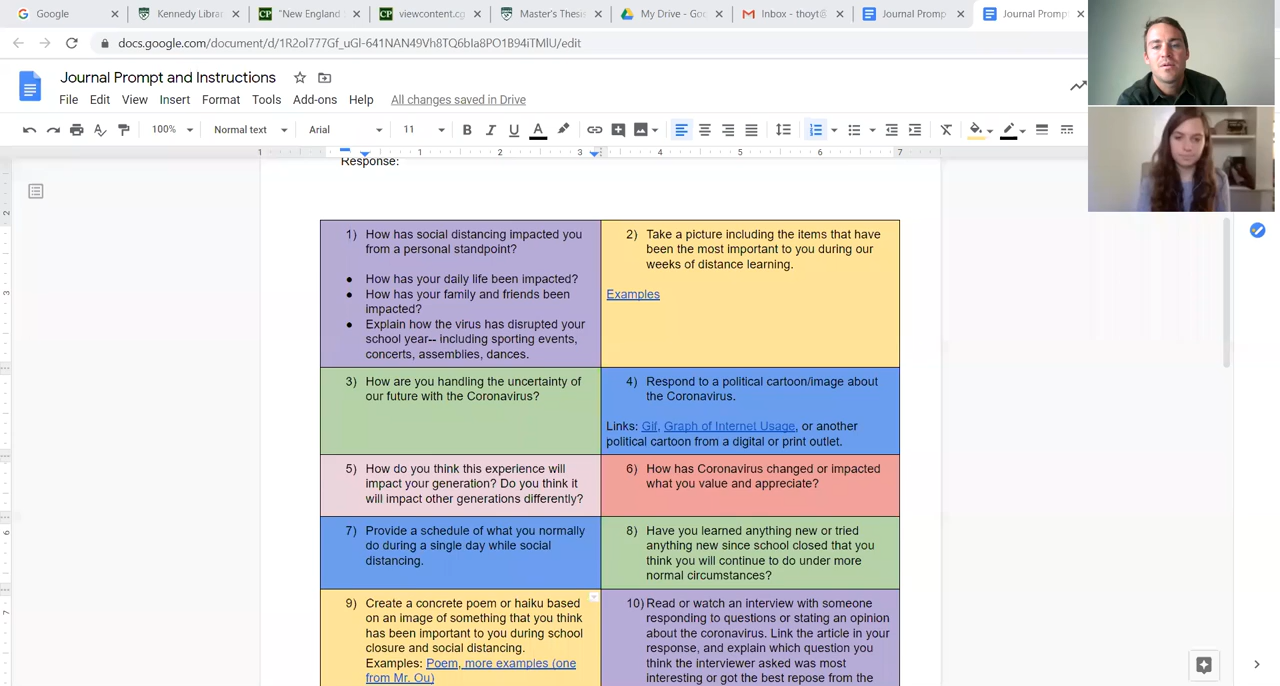 Google
Kennedy Librar
"New England S
viewcontent.cg
Master's Thesi
My Drive - Goo
Inbox - thoyt@
Journal Promp
Journal Promp
docs.google.com/document/d/1R2ol777Gf_uGl-641NAN49Vh8TQ6bIa8PO1B94iTMlU/edit
Journal Prompt and Instructions
File Edit View Insert Format Tools Add-ons Help All changes saved in Drive
100% Normal text Arial 11 B I U A
1 1 2 3 4 5 6 7
Response:
1) How has social distancing impacted you
from a personal standpoint?
● How has your daily life been impacted?
● How has your family and friends been
impacted?
● Explain how the virus has disrupted your
school year-- including sporting events,
concerts, assemblies, dances.
2) Take a picture including the items that have
been the most important to you during our
weeks of distance learning.
Examples
3) How are you handling the uncertainty of
our future with the Coronavirus?
4) Respond to a political cartoon/image about
the Coronavirus.
Links: Gif, Graph of Internet Usage, or another
political cartoon from a digital or print outlet.
5) How do you think this experience will
impact your generation? Do you think it
will impact other generations differently?
6) How has Coronavirus changed or impacted
what you value and appreciate?
7) Provide a schedule of what you normally
do during a single day while social
distancing.
8) Have you learned anything new or tried
anything new since school closed that you
think you will continue to do under more
normal circumstances?
9) Create a concrete poem or haiku based
on an image of something that you think
has been important to you during school
closure and social distancing.
Examples: Poem, more examples (one
from Mr. Ou)
10) Read or watch an interview with someone
responding to questions or stating an opinion
about the coronavirus. Link the article in your
response, and explain which question you
think the interviewer asked was most
interesting or got the best repose from the